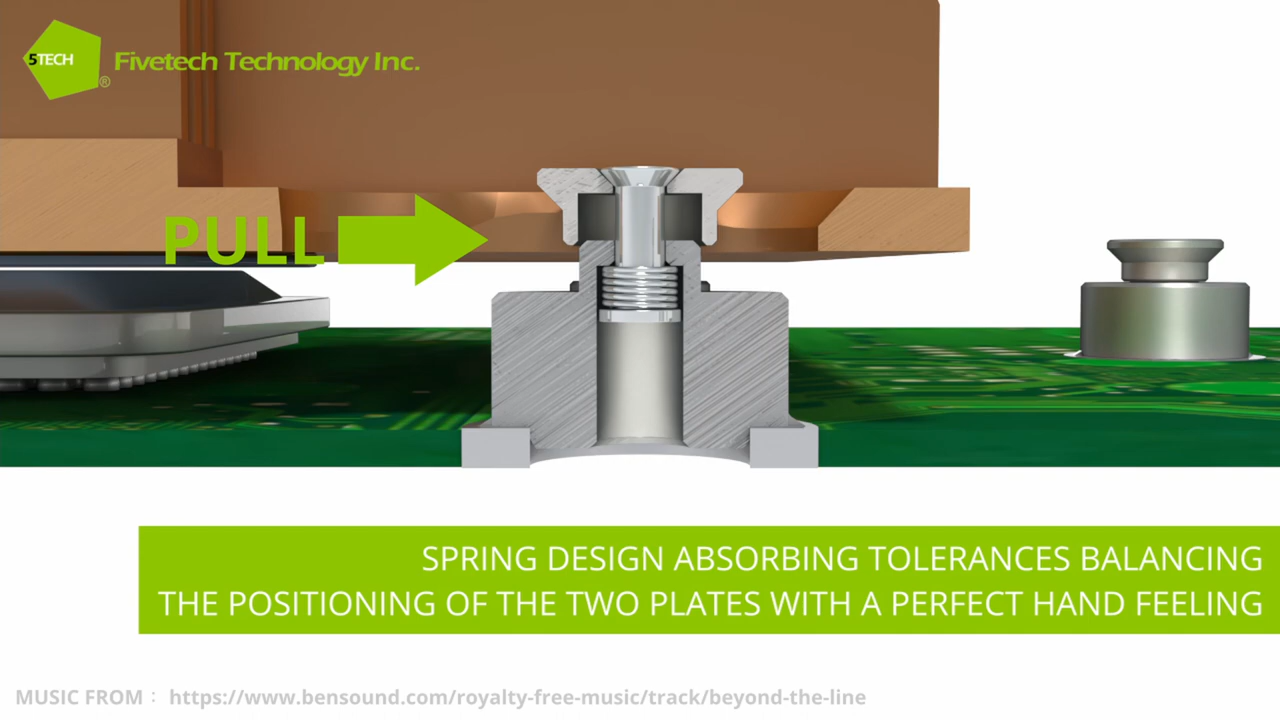 5TECH
®
Fivetech Technology Inc.
PULL
SPRING DESIGN ABSORBING TOLERANCES BALANCING
THE POSITIONING OF THE TWO PLATES WITH A PERFECT HAND FEELING
MUSIC FROM： https://www.bensound.com/royalty-free-music/track/beyond-the-line